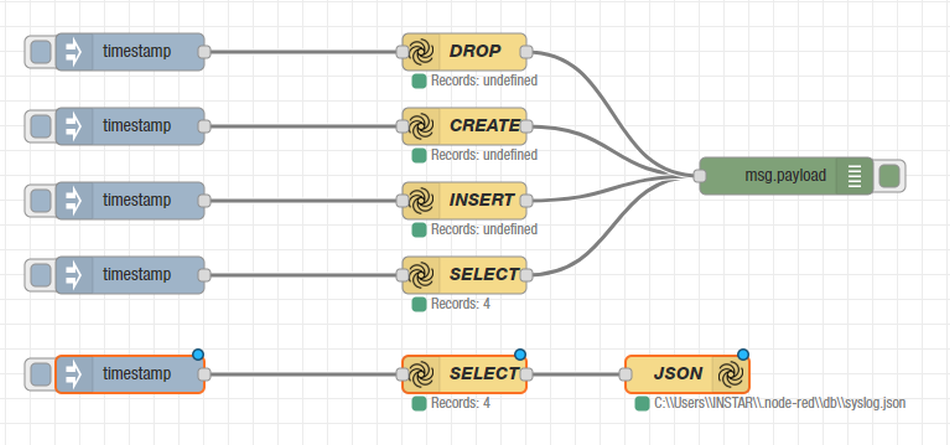 timestamp
DROP
Records: undefined
timestamp
CREATE
Records: undefined
msg.payload
timestamp
INSERT
Records: undefined
timestamp
SELECT
Records: 4
timestamp
SELECT
JSON
Records: 4
C:\\Users\\INSTAR\\.node-red\\db\\syslog.json